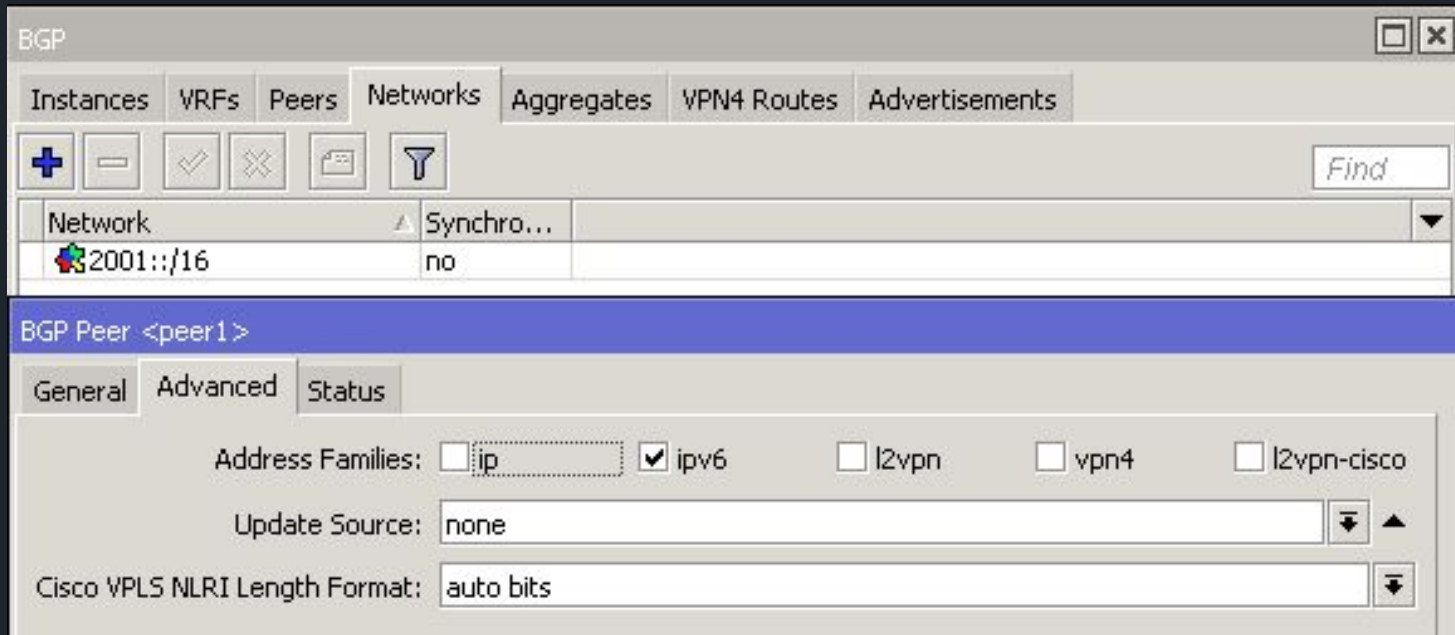 BGP
Instances VRFs Peers Networks Aggregates VPN4 Routes Advertisements
Find
Network Synchro...
2001::/16 no
BGP Peer <peer1>
General Advanced Status
Address Families: ip ipv6 l2vpn vpn4 l2vpn-cisco
Update Source: none
Cisco VPLS NLRI Length Format: auto bits